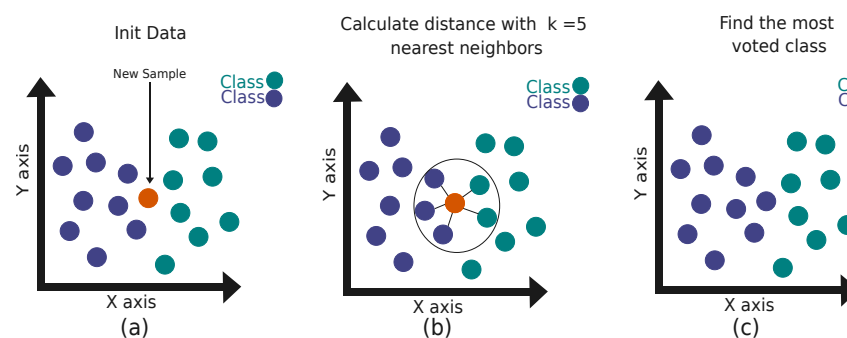 Init Data
New Sample
Class
Class
Y axis
X axis
(a)
Calculate distance with k =5
nearest neighbors
Class
Class
Y axis
X axis
(b)
Find the most
voted class
Y axis
X axis
(c)